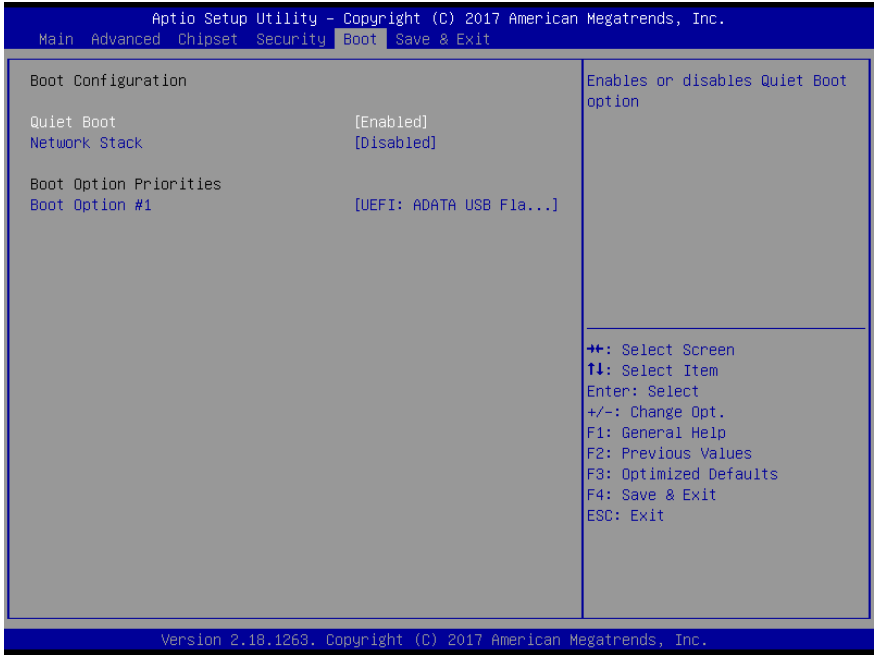 Aptio Setup Utility – Copyright (C) 2017 American Megatrends, Inc.
Main Advanced Chipset Security Boot Save & Exit
Boot Configuration
Quiet Boot [Enabled]
Network Stack [Disabled]
Boot Option Priorities
Boot Option #1 [UEFI: ADATA USB Fla...]
Enables or disables Quiet Boot
option
→←: Select Screen
↑↓: Select Item
Enter: Select
+/-: Change Opt.
F1: General Help
F2: Previous Values
F3: Optimized Defaults
F4: Save & Exit
ESC: Exit
Version 2.18.1263. Copyright (C) 2017 American Megatrends, Inc.